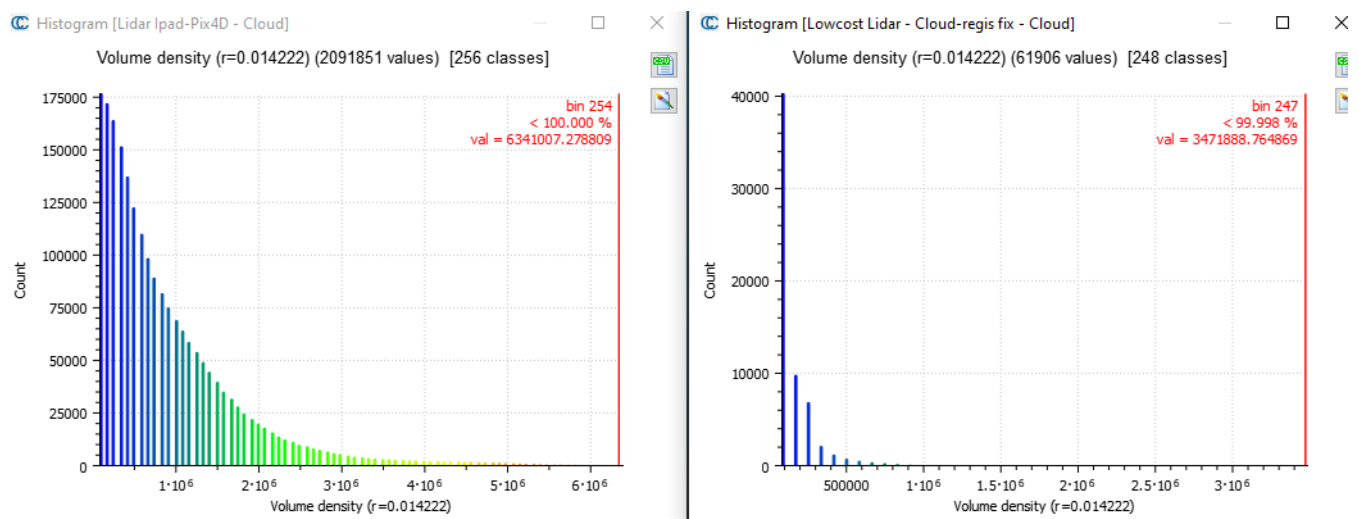 Histogram [Lidar Ipad-Pix4D - Cloud]
Volume density (r=0.014222) (2091851 values) [256 classes]
bin 254
< 100.000 %
val = 6341007.278809
175000
150000
125000
100000
75000
50000
25000
0
Count
1·10⁶
2·10⁶
3·10⁶
4·10⁶
5·10⁶
6·10⁶
Volume density (r=0.014222)
Histogram [Lowcost Lidar - Cloud-regis fix - Cloud]
Volume density (r=0.014222) (61906 values) [248 classes]
bin 247
< 99.998 %
val = 3471888.764869
40000
30000
20000
10000
0
Count
500000
1·10⁶
1.5·10⁶
2·10⁶
2.5·10⁶
3·10⁶
Volume density (r=0.014222)